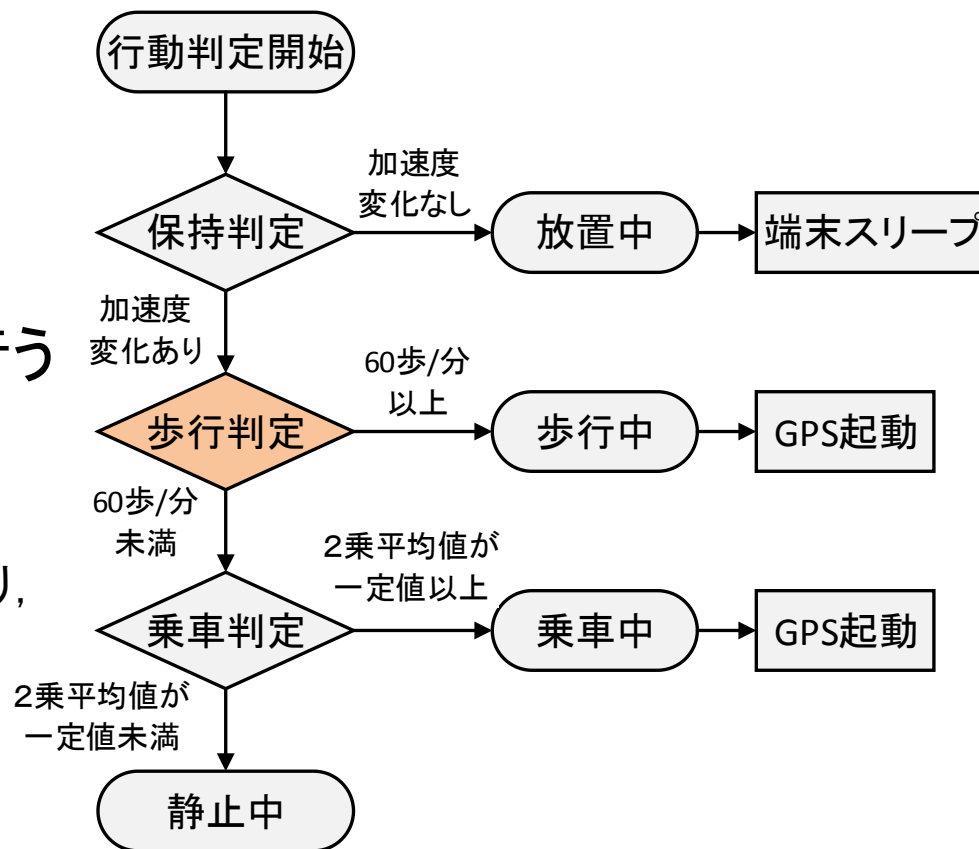 行動判定開始
加速度
変化なし
保持判定
放置中
端末スリープ
加速度
変化あり
行う
60歩/分
以上
歩行判定
歩行中
GPS起動
60歩/分
未満
2乗平均値が
一定値以上
り,
乗車判定
乗車中
GPS起動
2乗平均値が
一定値未満
静止中